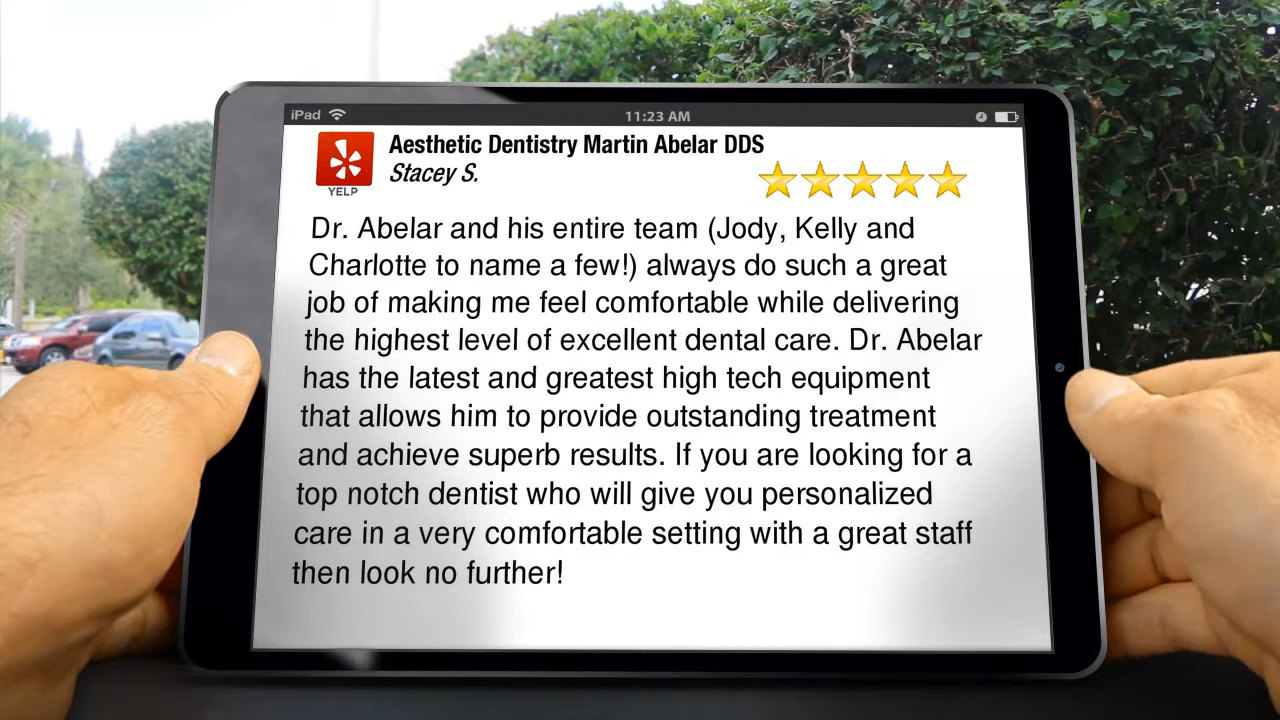 iPad 11:23 AM
Aesthetic Dentistry Martin Abelar DDS
Stacey S.
YELP
Dr. Abelar and his entire team (Jody, Kelly and
Charlotte to name a few!) always do such a great
job of making me feel comfortable while delivering
the highest level of excellent dental care. Dr. Abelar
has the latest and greatest high tech equipment
that allows him to provide outstanding treatment
and achieve superb results. If you are looking for a
top notch dentist who will give you personalized
care in a very comfortable setting with a great staff
then look no further!